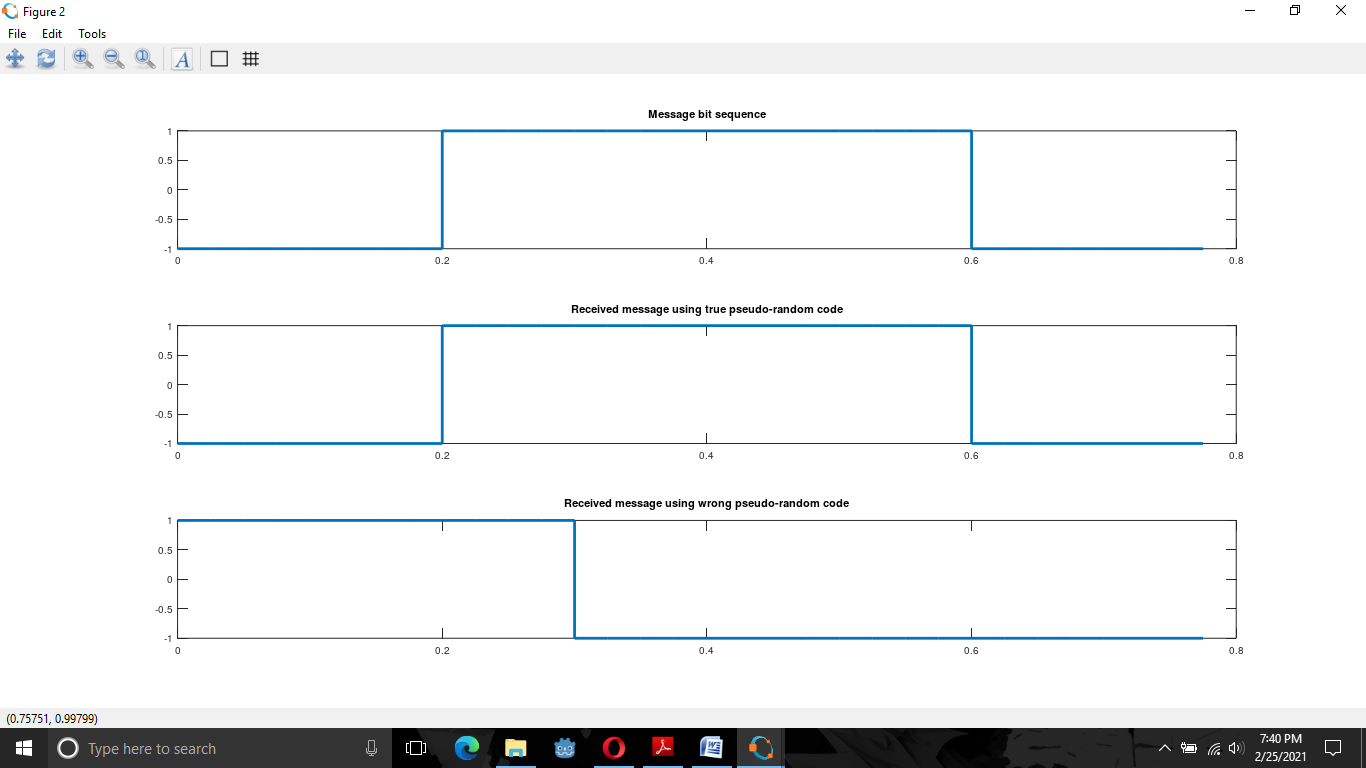 Figure 2
File Edit Tools
A
Message bit sequence
1
0.5
0
-0.5
-1
0 0.2 0.4 0.6 0.8
Received message using true pseudo-random code
1
0.5
0
-0.5
-1
0 0.2 0.4 0.6 0.8
Received message using wrong pseudo-random code
1
0.5
0
-0.5
-1
0 0.2 0.4 0.6 0.8
(0.75751, 0.99799)
Type here to search
W
7:40 PM
2/25/2021